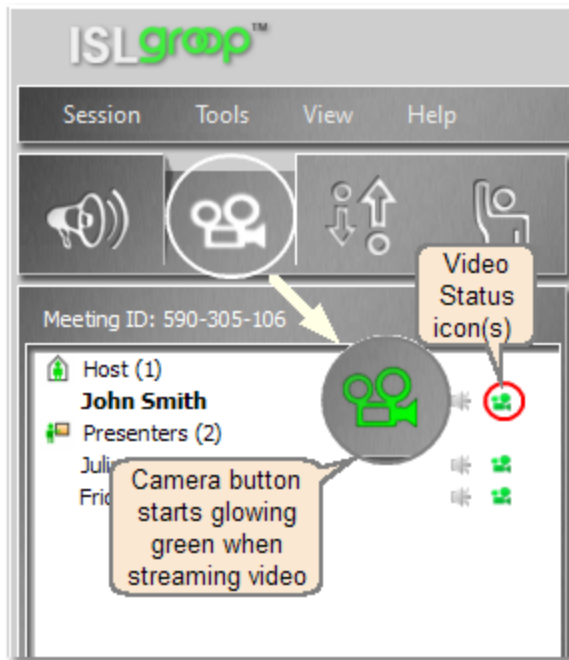 ISLgroop™
Session Tools View Help
Video
Status
icon(s)
Meeting ID: 590-305-106
Host (1)
John Smith
Presenters (2)
Camera button
starts glowing
green when
streaming video